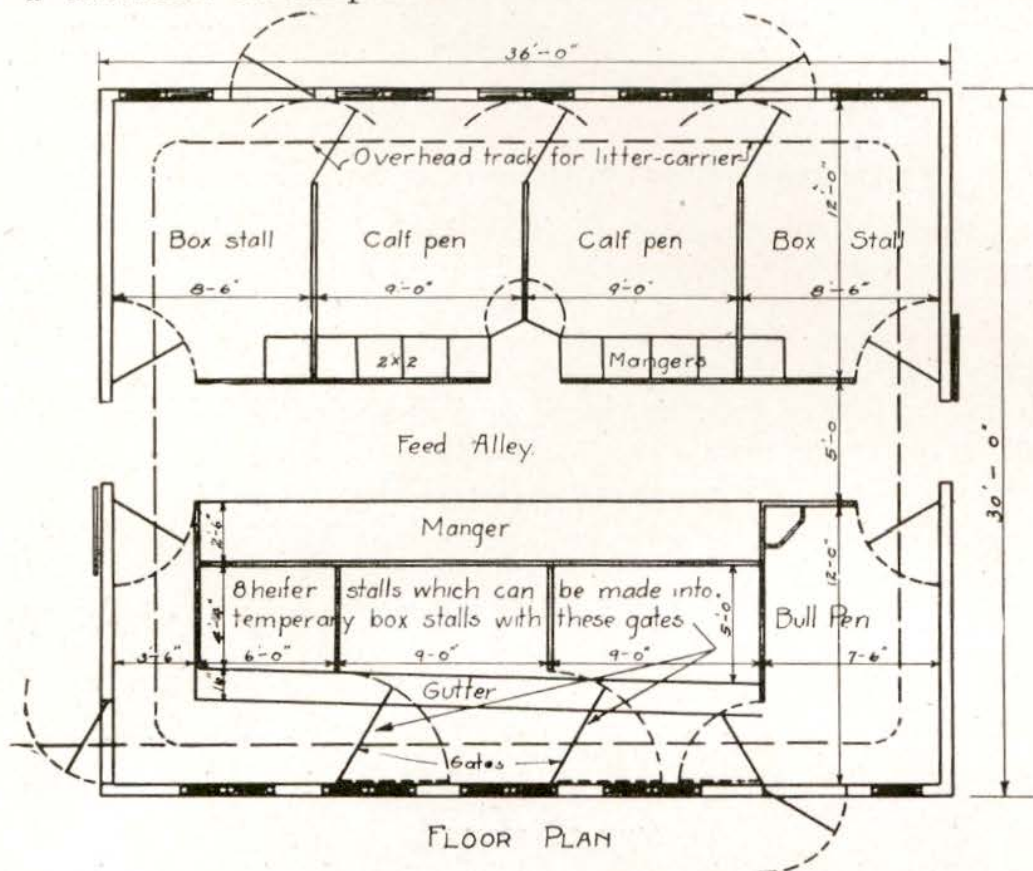 36'-0"
Overhead track for litter-carrier
12'-0"
Box stall
Calf pen
Calf pen
Box Stall
8-6"
9'-0"
9'-0"
8'-6"
2x2
Mangers
Feed Alley.
5'-0
30'-0"
Manger
2'-6"
12'-0"
8 heifer stalls which can be made into.
temperary box stalls with these gates
5'-0
Bull Pen
3'-6"
6'-0"
9-0"
9-0"
7-6"
Gutter
Gates
FLOOR PLAN